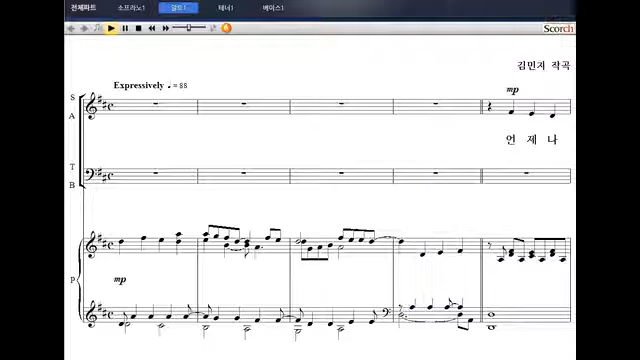 전체파트 소프라노1 알토1 테너1 베이스1
Scorch
김민지 작곡
Expressively ♩ = 88
S
A
mp
언 제 나
T
B
P
mp